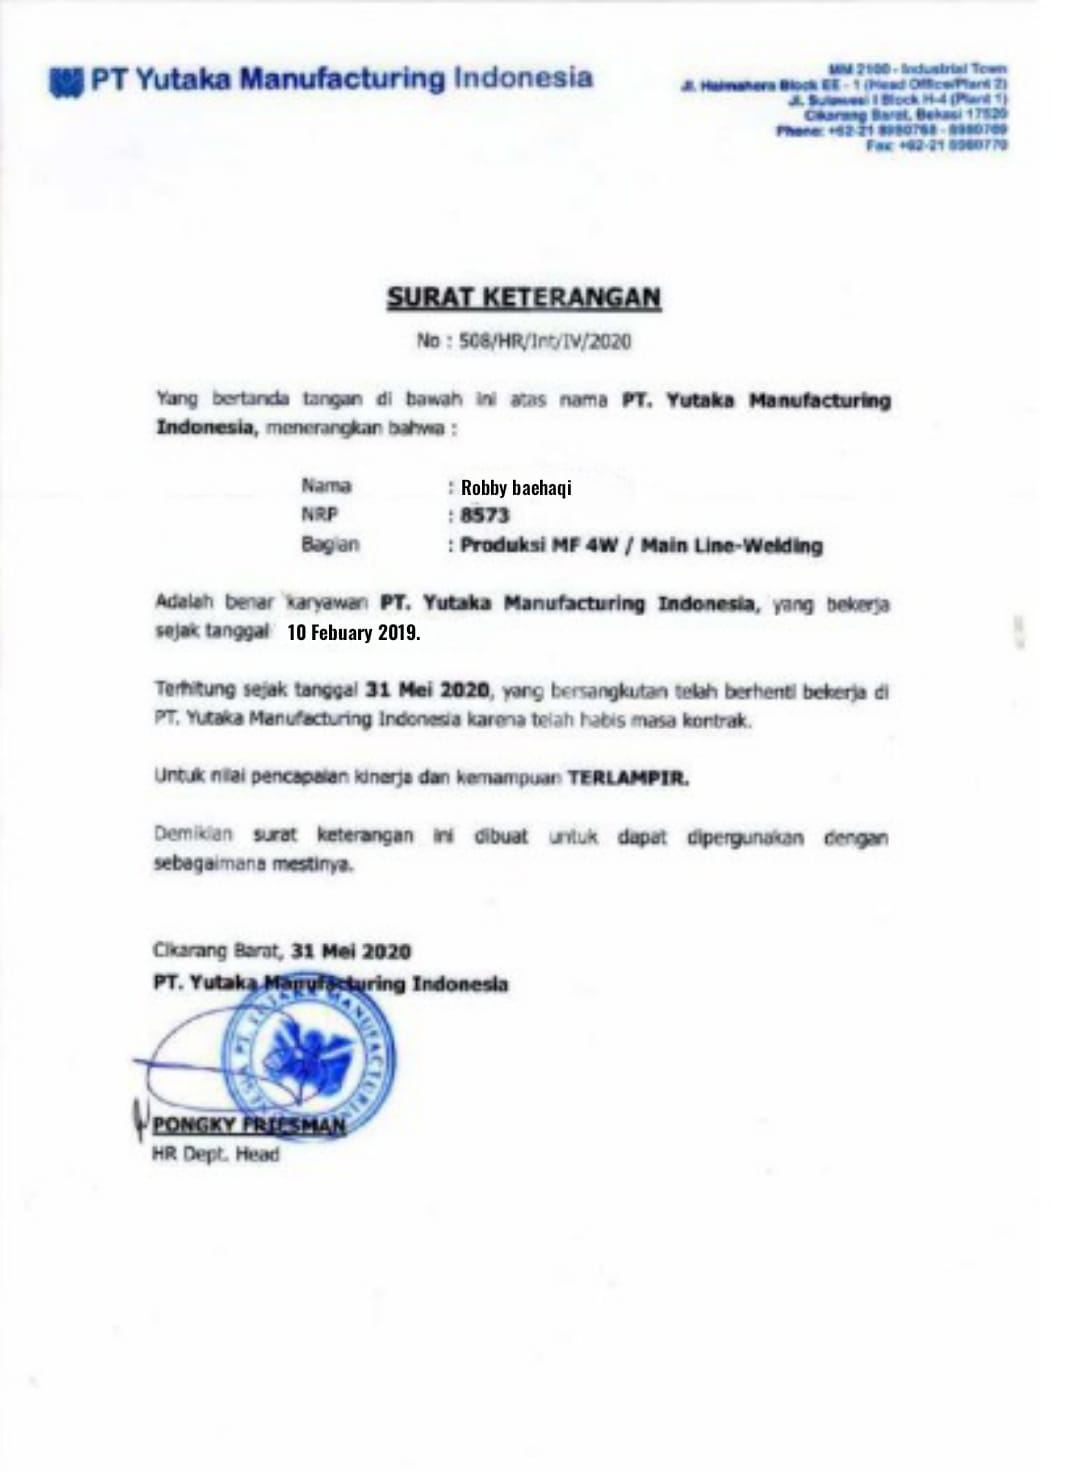 PT Yutaka Manufacturing Indonesia
MM 2100 - Industrial Town
Jl. Halmahera Block EE - 1 (Head Office/Plant 2)
Jl. Sulawesi I Block H-4 (Plant 1)
Cikarang Barat, Bekasi 17520
Phone: +62-21 8980768 - 8980769
Fax: +62-21 8980770
SURAT KETERANGAN
No : 508/HR/Int/IV/2020
Yang bertanda tangan di bawah ini atas nama PT. Yutaka Manufacturing
Indonesia, menerangkan bahwa :
Nama : Robby baehaqi
NRP : 8573
Bagian : Produksi MF 4W / Main Line-Welding
Adalah benar karyawan PT. Yutaka Manufacturing Indonesia, yang bekerja
sejak tanggal 10 Febuary 2019.
Terhitung sejak tanggal 31 Mei 2020, yang bersangkutan telah berhenti bekerja di
PT. Yutaka Manufacturing Indonesia karena telah habis masa kontrak.
Untuk nilai pencapaian kinerja dan kemampuan TERLAMPIR.
Demikian surat keterangan ini dibuat untuk dapat dipergunakan dengan
sebagaimana mestinya.
Cikarang Barat, 31 Mei 2020
PT. Yutaka Manufacturing Indonesia
PT. YUTAKA MANUFACTURING
PONGKY FRIESMAN
HR Dept. Head